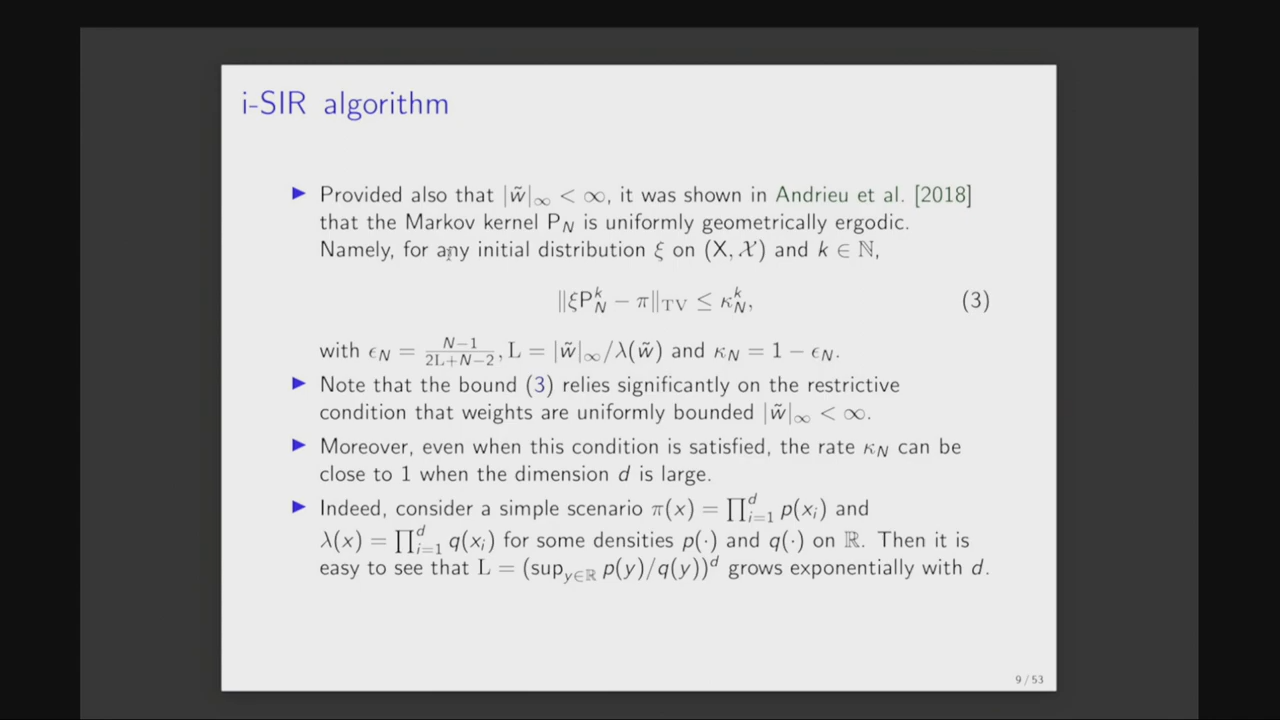 i-SIR algorithm
▶ Provided also that |w̃|∞ < ∞, it was shown in Andrieu et al. [2018]
that the Markov kernel P_N is uniformly geometrically ergodic.
Namely, for any initial distribution ξ on (X, 𝒳) and k ∈ ℕ,
‖ξP_N^k − π‖_TV ≤ κ_N^k, (3)
with ϵ_N = (N−1)/(2L+N−2), L = |w̃|∞/λ(w̃) and κ_N = 1 − ϵ_N.
▶ Note that the bound (3) relies significantly on the restrictive
condition that weights are uniformly bounded |w̃|∞ < ∞.
▶ Moreover, even when this condition is satisfied, the rate κ_N can be
close to 1 when the dimension d is large.
▶ Indeed, consider a simple scenario π(x) = ∏_{i=1}^d p(x_i) and
λ(x) = ∏_{i=1}^d q(x_i) for some densities p(·) and q(·) on ℝ. Then it is
easy to see that L = (sup_{y∈ℝ} p(y)/q(y))^d grows exponentially with d.
9 / 53